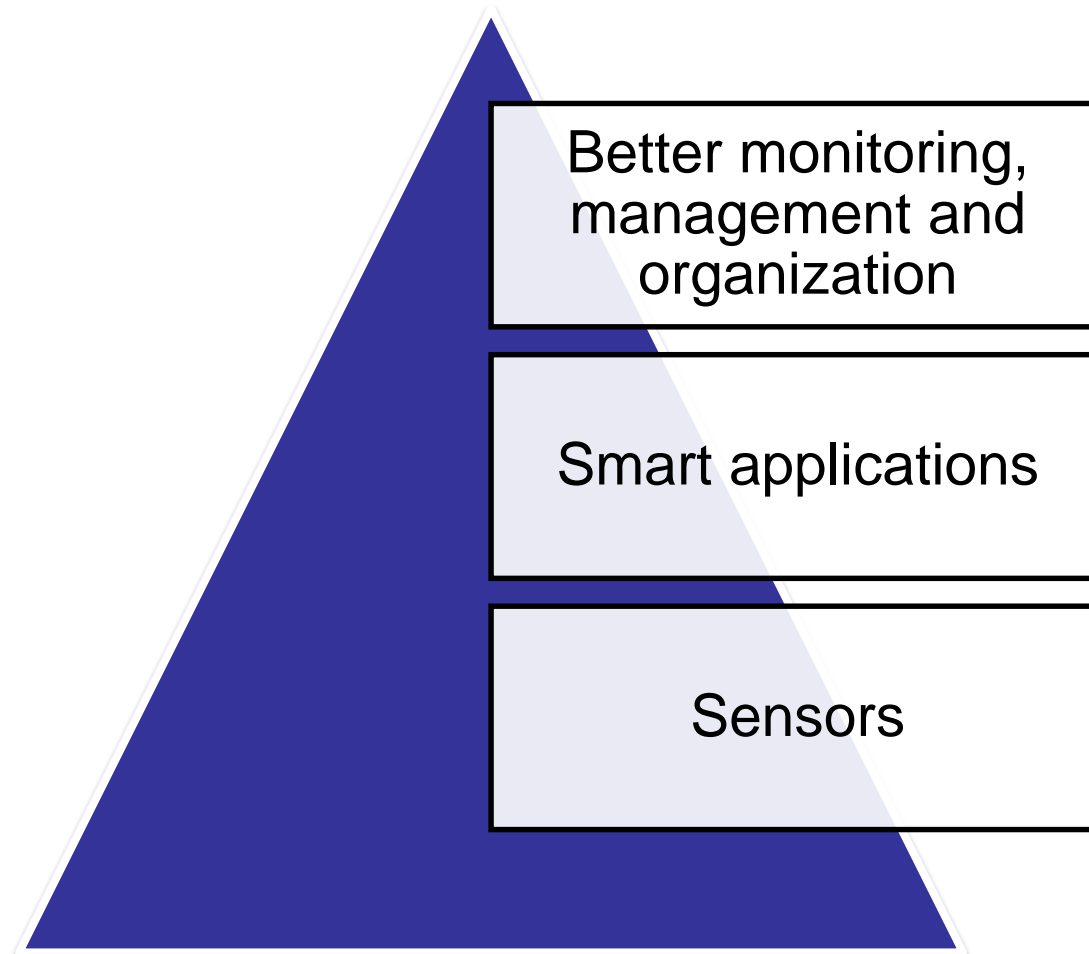 Better monitoring,
management and
organization
Smart applications
Sensors